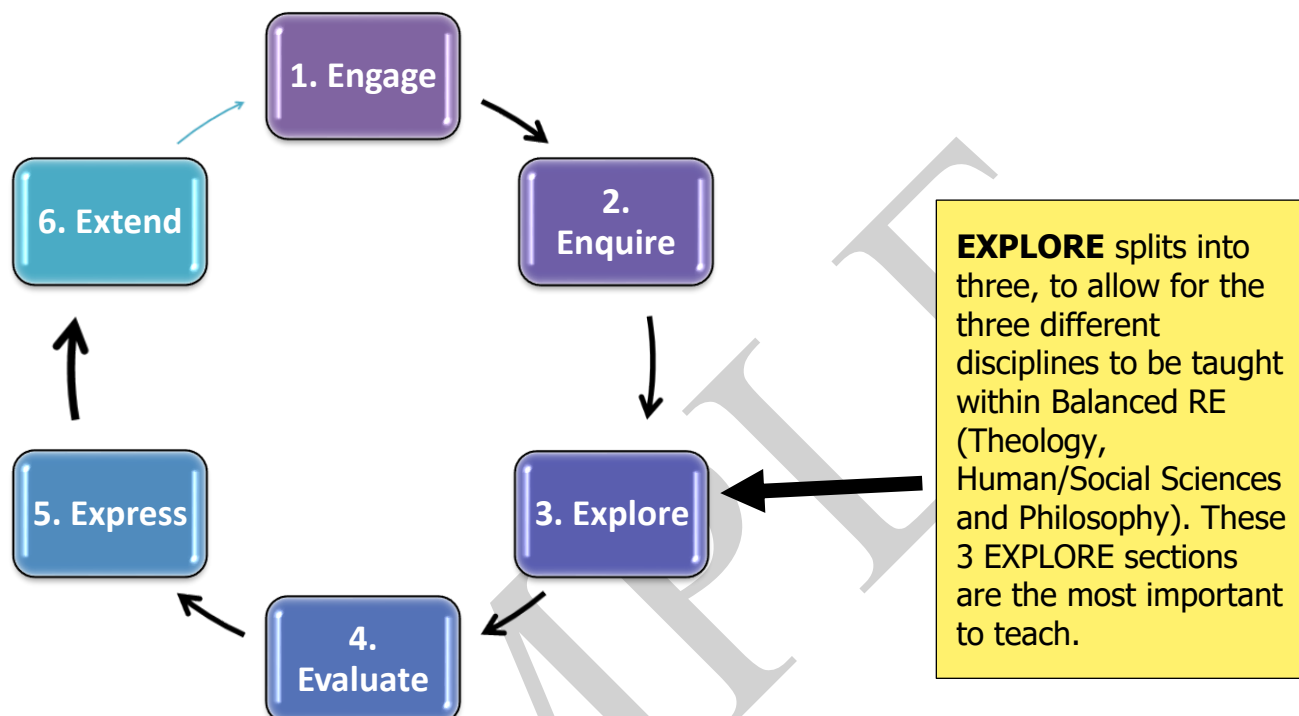 1. Engage
2.
Enquire
3. Explore
4.
Evaluate
5. Express
6. Extend
EXPLORE splits into
three, to allow for the
three different
disciplines to be taught
within Balanced RE
(Theology,
Human/Social Sciences
and Philosophy). These
3 EXPLORE sections
are the most important
to teach.
MPLE